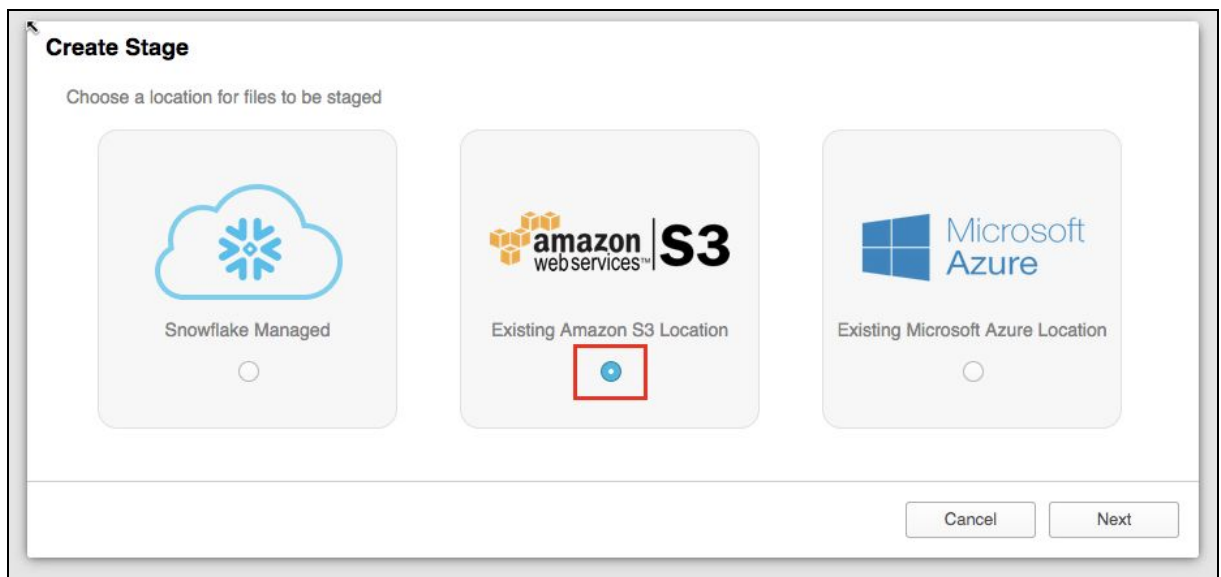 Create Stage
Choose a location for files to be staged
amazon
web services™
S3
Microsoft
Azure
Snowflake Managed
Existing Amazon S3 Location
Existing Microsoft Azure Location
Cancel
Next